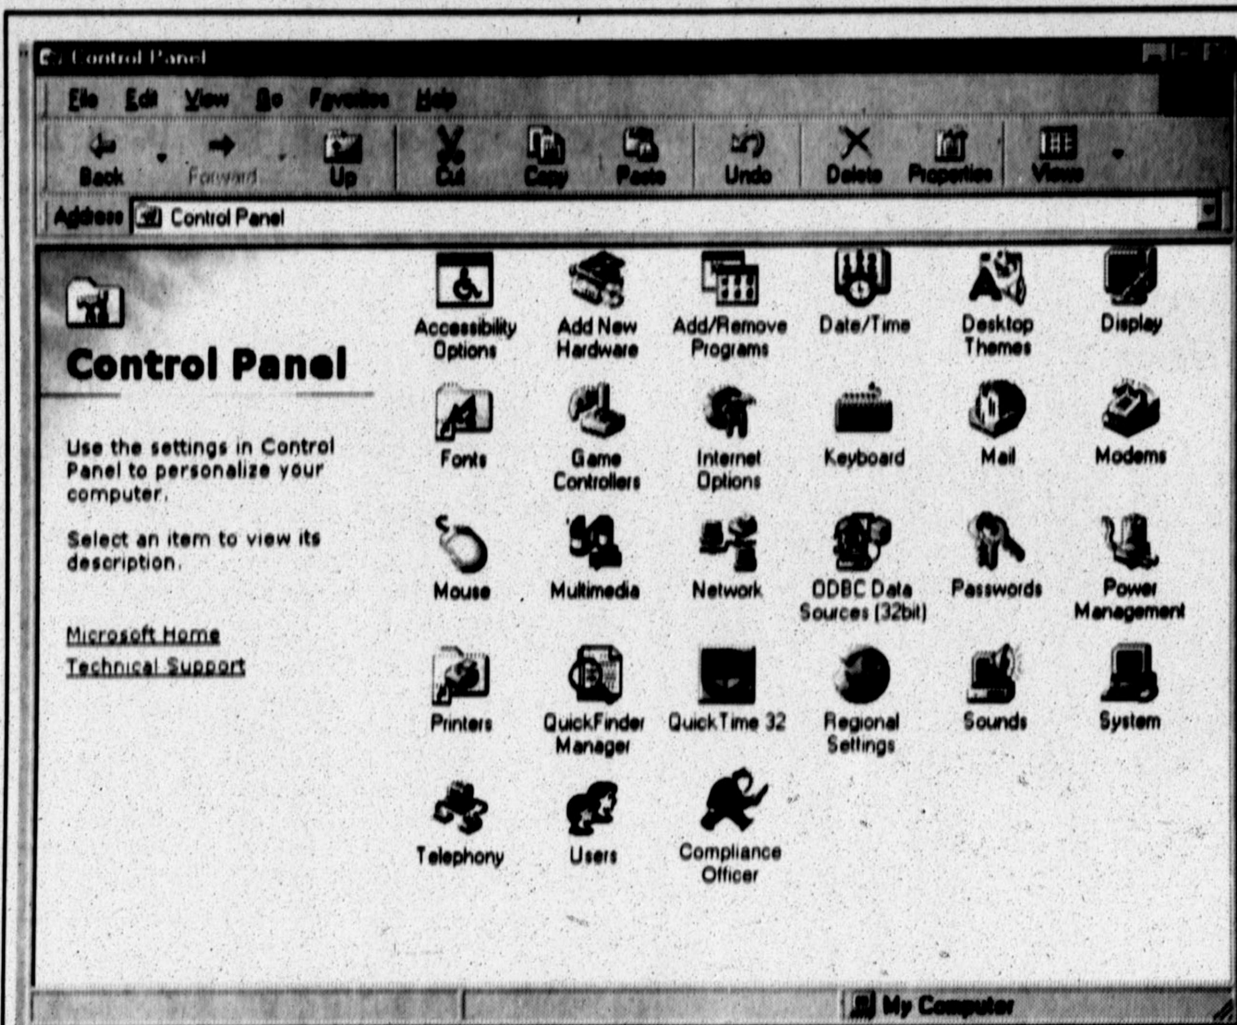 Control Panel
File Edit View Go Favorites Help
Back Forward Up Cut Copy Paste Undo Delete Properties Views
Address Control Panel
Control Panel
Use the settings in Control
Panel to personalize your
computer.
Select an item to view its
description.
Microsoft Home
Technical Support
Accessibility Options
Add New Hardware
Add/Remove Programs
Date/Time
Desktop Themes
Display
Fonts
Game Controllers
Internet Options
Keyboard
Mail
Modems
Mouse
Multimedia
Network
ODBC Data Sources (32bit)
Passwords
Power Management
Printers
QuickFinder Manager
QuickTime 32
Regional Settings
Sounds
System
Telephony
Users
Compliance Officer
My Computer